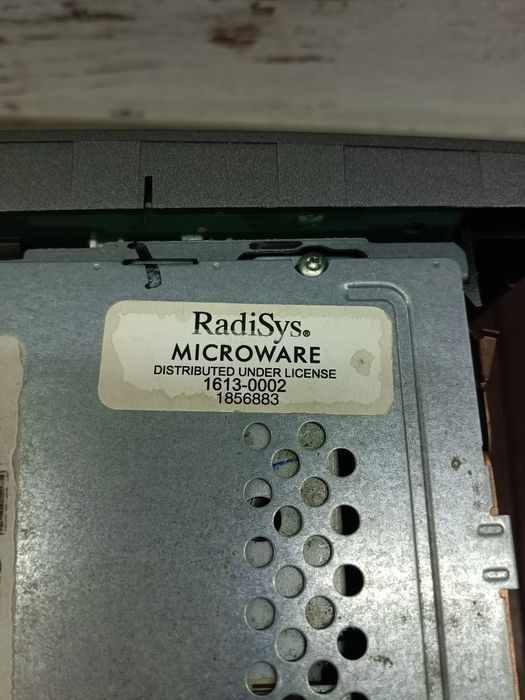 RadiSys®
MICROWARE
DISTRIBUTED UNDER LICENSE
1613-0002
1856883